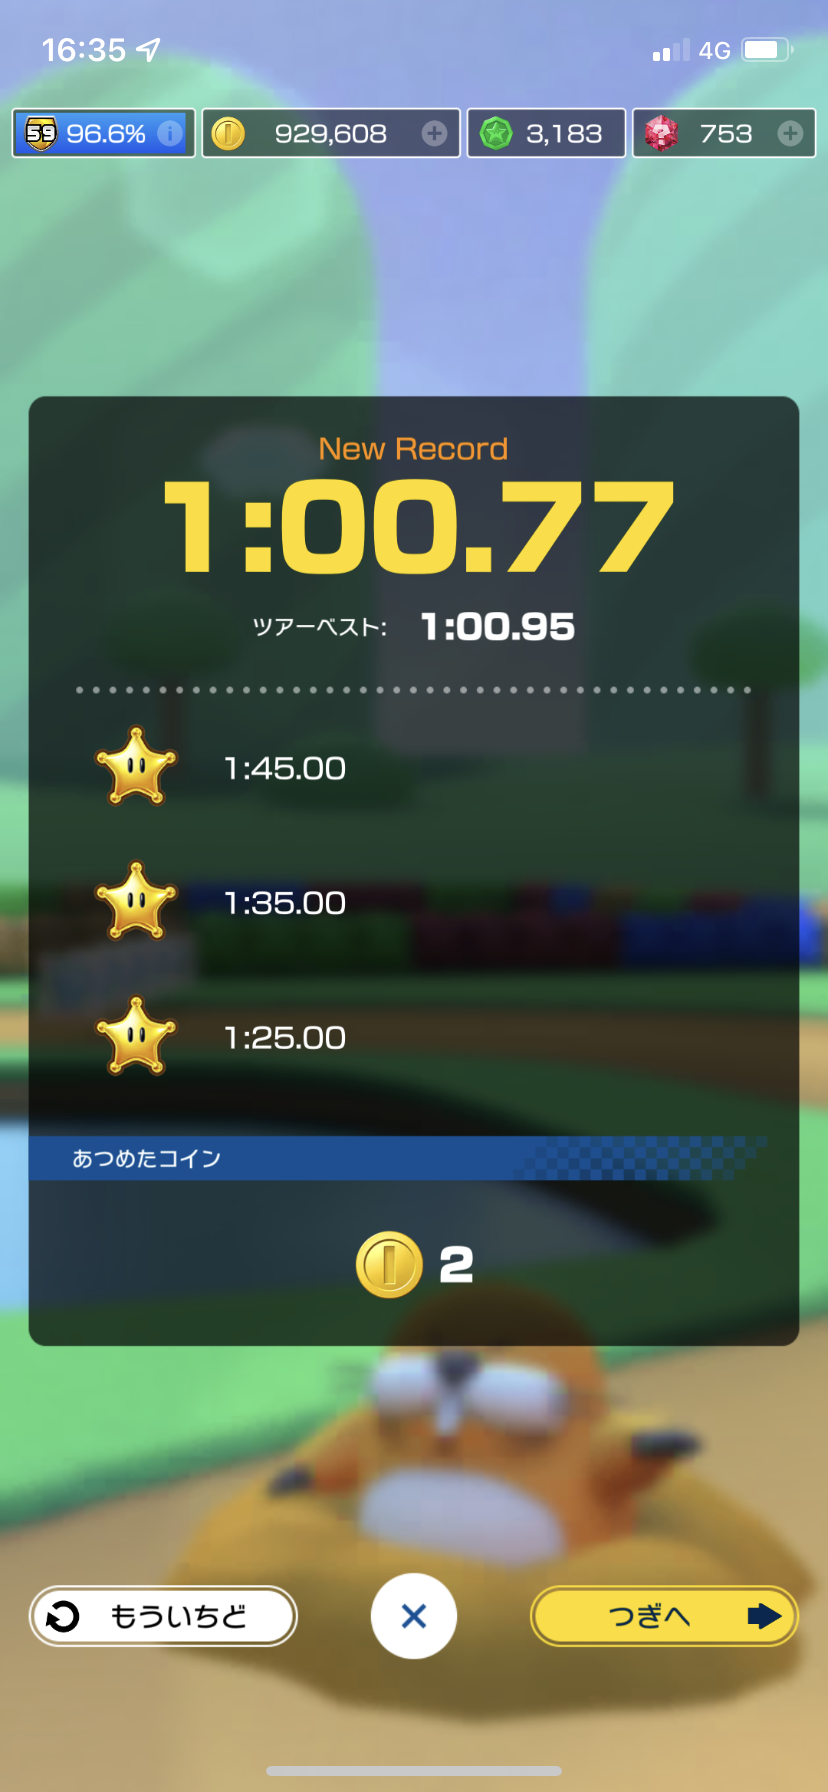 16:35 4G
59 96.6% i 929,608 + 3,183 753 +
New Record
1:00.77
ツアーベスト: 1:00.95
1:45.00
1:35.00
1:25.00
あつめたコイン
2
もういちど × つぎへ